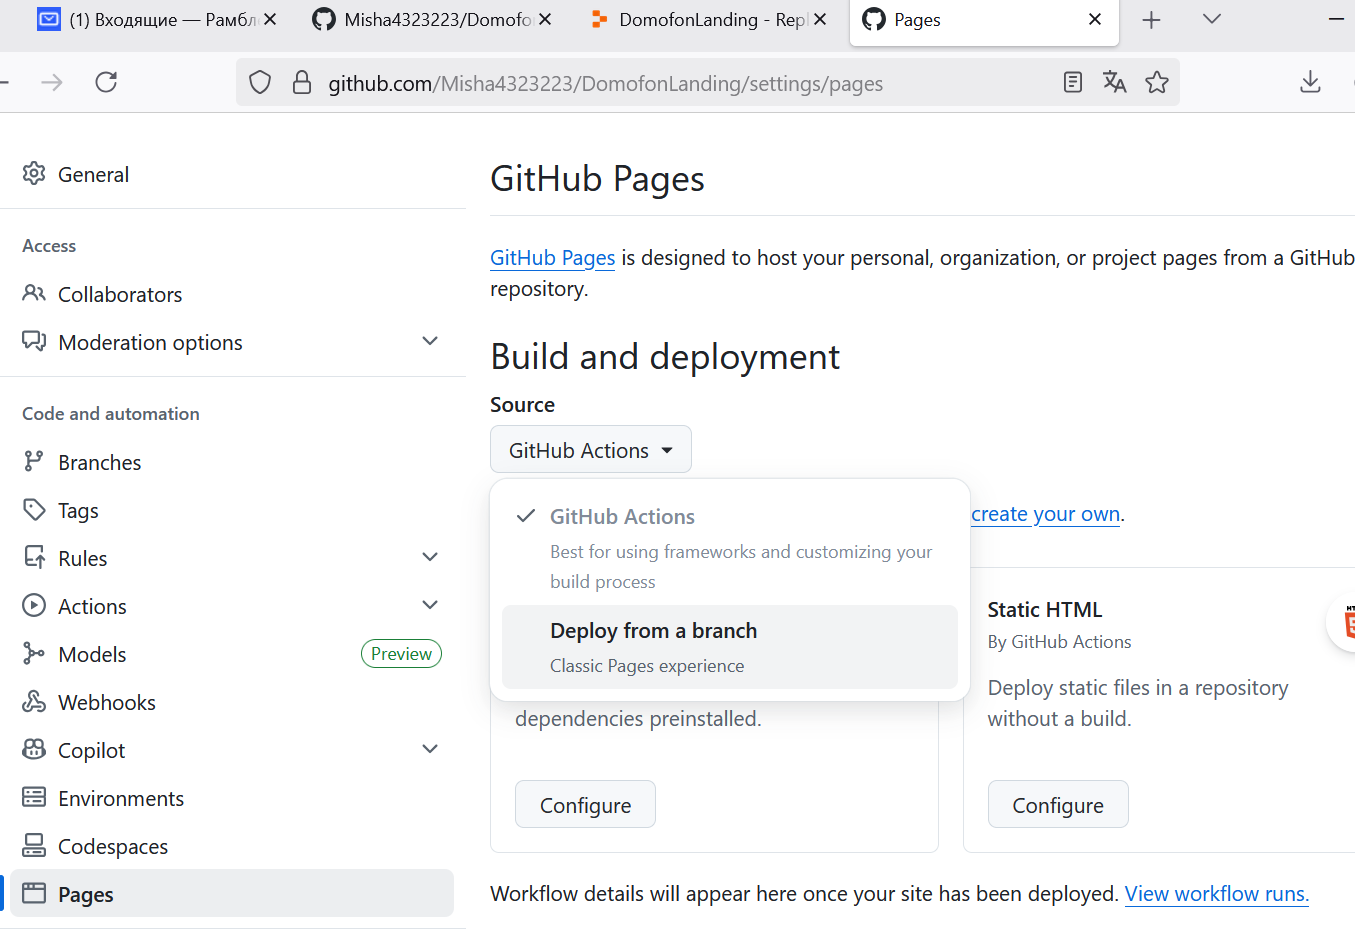 (1) Входящие — Рамбл
Misha4323223/Domofo
DomofonLanding - Repl
Pages
github.com/Misha4323223/DomofonLanding/settings/pages
General
Access
Collaborators
Moderation options
Code and automation
Branches
Tags
Rules
Actions
Models
Preview
Webhooks
Copilot
Environments
Codespaces
Pages
GitHub Pages
GitHub Pages is designed to host your personal, organization, or project pages from a GitHub
repository.
Build and deployment
Source
GitHub Actions
GitHub Actions
Best for using frameworks and customizing your
build process
Deploy from a branch
Classic Pages experience
create your own.
dependencies preinstalled.
Configure
Static HTML
By GitHub Actions
Deploy static files in a repository
without a build.
Configure
Workflow details will appear here once your site has been deployed. View workflow runs.